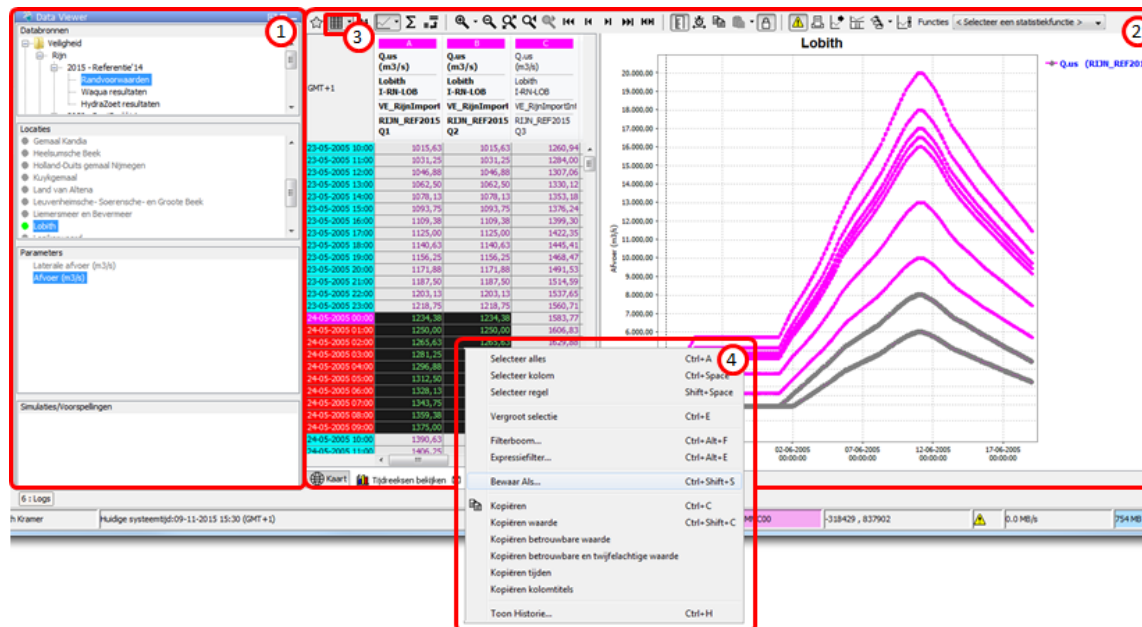 Data Viewer
1
Databronnen
Veiligheid
Rijn
2015 - Referentie'14
Randvoorwaarden
Waqua resultaten
HydraZoet resultaten
Locaties
Gemaal Kandia
Heelsumsche Beek
Holland-Duits gemaal Nijmegen
Kuykgemaal
Land van Altena
Leuvenheimsche- Soerensche- en Groote Beek
Liemersmeer en Bevermeer
Lobith
Parameters
Laterale afvoer (m3/s)
Afvoer (m3/s)
Simulaties/Voorspellingen
3
Functies < Selecteer een statistiekfunctie >
2
A B C
GMT+1
Q.us Q.us Q.us
(m3/s) (m3/s) (m3/s)
Lobith Lobith Lobith
I-RN-LOB I-RN-LOB I-RN-LOB
VE_RijnImport VE_RijnImport VE_RijnImportInt
RIJN_REF2015 RIJN_REF2015 RIJN_REF2015
Q1 Q2 Q3
23-05-2005 10:00 1015,63 1015,63 1260,94
23-05-2005 11:00 1031,25 1031,25 1284,00
23-05-2005 12:00 1046,88 1046,88 1307,06
23-05-2005 13:00 1062,50 1062,50 1330,12
23-05-2005 14:00 1078,13 1078,13 1353,18
23-05-2005 15:00 1093,75 1093,75 1376,24
23-05-2005 16:00 1109,38 1109,38 1399,30
23-05-2005 17:00 1125,00 1125,00 1422,35
23-05-2005 18:00 1140,63 1140,63 1445,41
23-05-2005 19:00 1156,25 1156,25 1468,47
23-05-2005 20:00 1171,88 1171,88 1491,53
23-05-2005 21:00 1187,50 1187,50 1514,59
23-05-2005 22:00 1203,13 1203,13 1537,65
23-05-2005 23:00 1218,75 1218,75 1560,71
24-05-2005 00:00 1234,38 1234,38 1583,77
24-05-2005 01:00 1250,00 1250,00 1606,83
24-05-2005 02:00 1265,63 1265,63 1629,88
24-05-2005 03:00 1281,25
24-05-2005 04:00 1296,88
24-05-2005 05:00 1312,50
24-05-2005 06:00 1328,13
24-05-2005 07:00 1343,75
24-05-2005 08:00 1359,38
24-05-2005 09:00 1375,00
24-05-2005 10:00 1390,63
24-05-2005 11:00 1406,25
Kaart Tijdreeksen bekijken
Lobith
Q.us (RIJN_REF201
Afvoer (m3/s)
20.000,00
19.000,00
18.000,00
17.000,00
16.000,00
15.000,00
14.000,00
13.000,00
12.000,00
11.000,00
10.000,00
9.000,00
8.000,00
7.000,00
6.000,00
02-06-2005 07-06-2005 12-06-2005 17-06-2005
00:00:00 00:00:00 00:00:00 00:00:00
4
Selecteer alles Ctrl+A
Selecteer kolom Ctrl+Space
Selecteer regel Shift+Space
Vergroot selectie Ctrl+E
Filterboom... Ctrl+Alt+F
Expressiefilter... Ctrl+Alt+E
Bewaar Als... Ctrl+Shift+S
Kopiëren Ctrl+C
Kopiëren waarde Ctrl+Shift+C
Kopiëren betrouwbare waarde
Kopiëren betrouwbare en twijfelachtige waarde
Kopiëren tijden
Kopiëren kolomtitels
Toon Historie... Ctrl+H
6 : Logs
h Kramer Huidige systeemtijd:09-11-2015 15:30 (GMT+1) -318429 , 837902 0.0 MB/s 754 MB